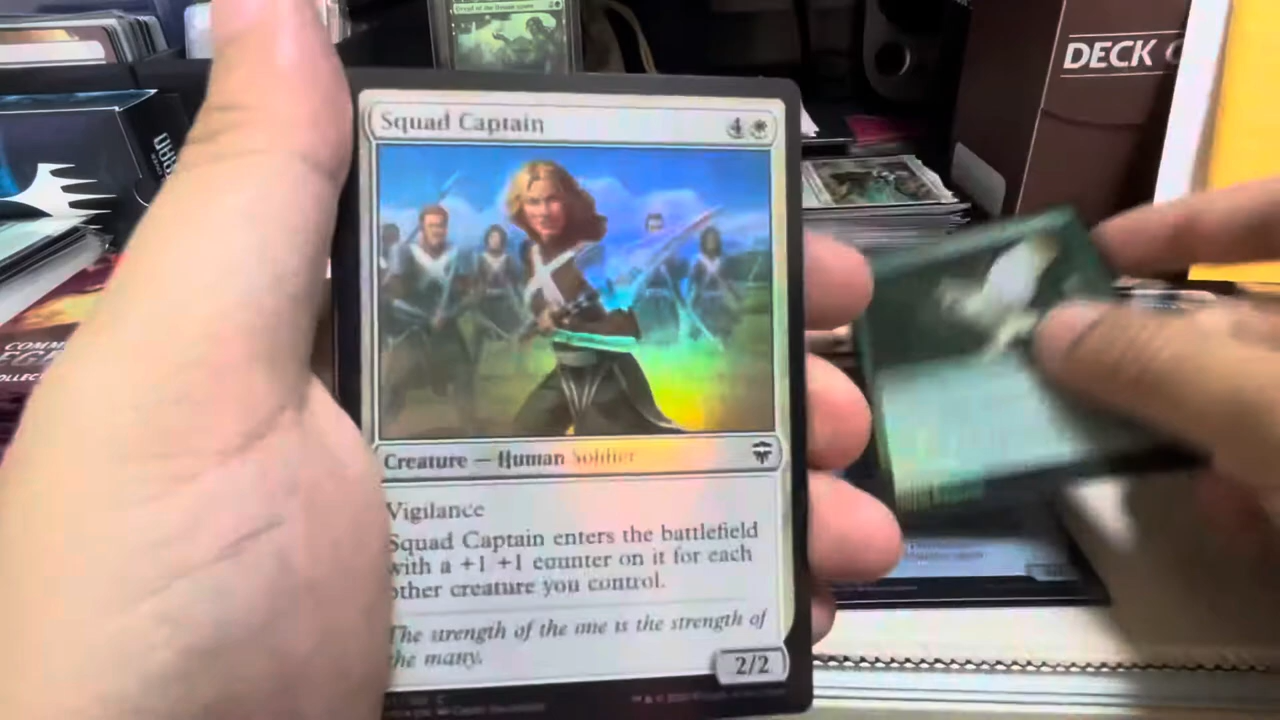 DECK
Squad Captain 4
Creature — Human Soldier
Vigilance
Squad Captain enters the battlefield
with a +1 +1 counter on it for each
other creature you control.
The strength of the one is the strength of
the many.
2/2